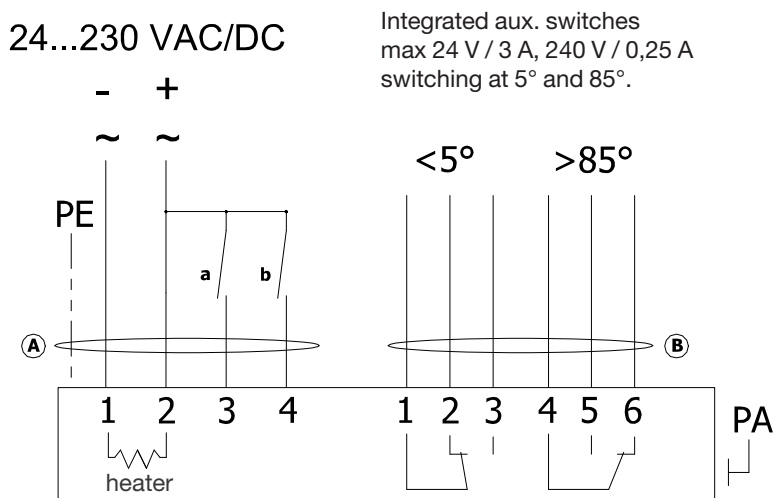 24...230 VAC/DC
Integrated aux. switches
max 24 V / 3 A, 240 V / 0,25 A
switching at 5° and 85°.
- +
~ ~
<5° >85°
PE
a b
A B
1 2 3 4 1 2 3 4 5 6
PA
heater